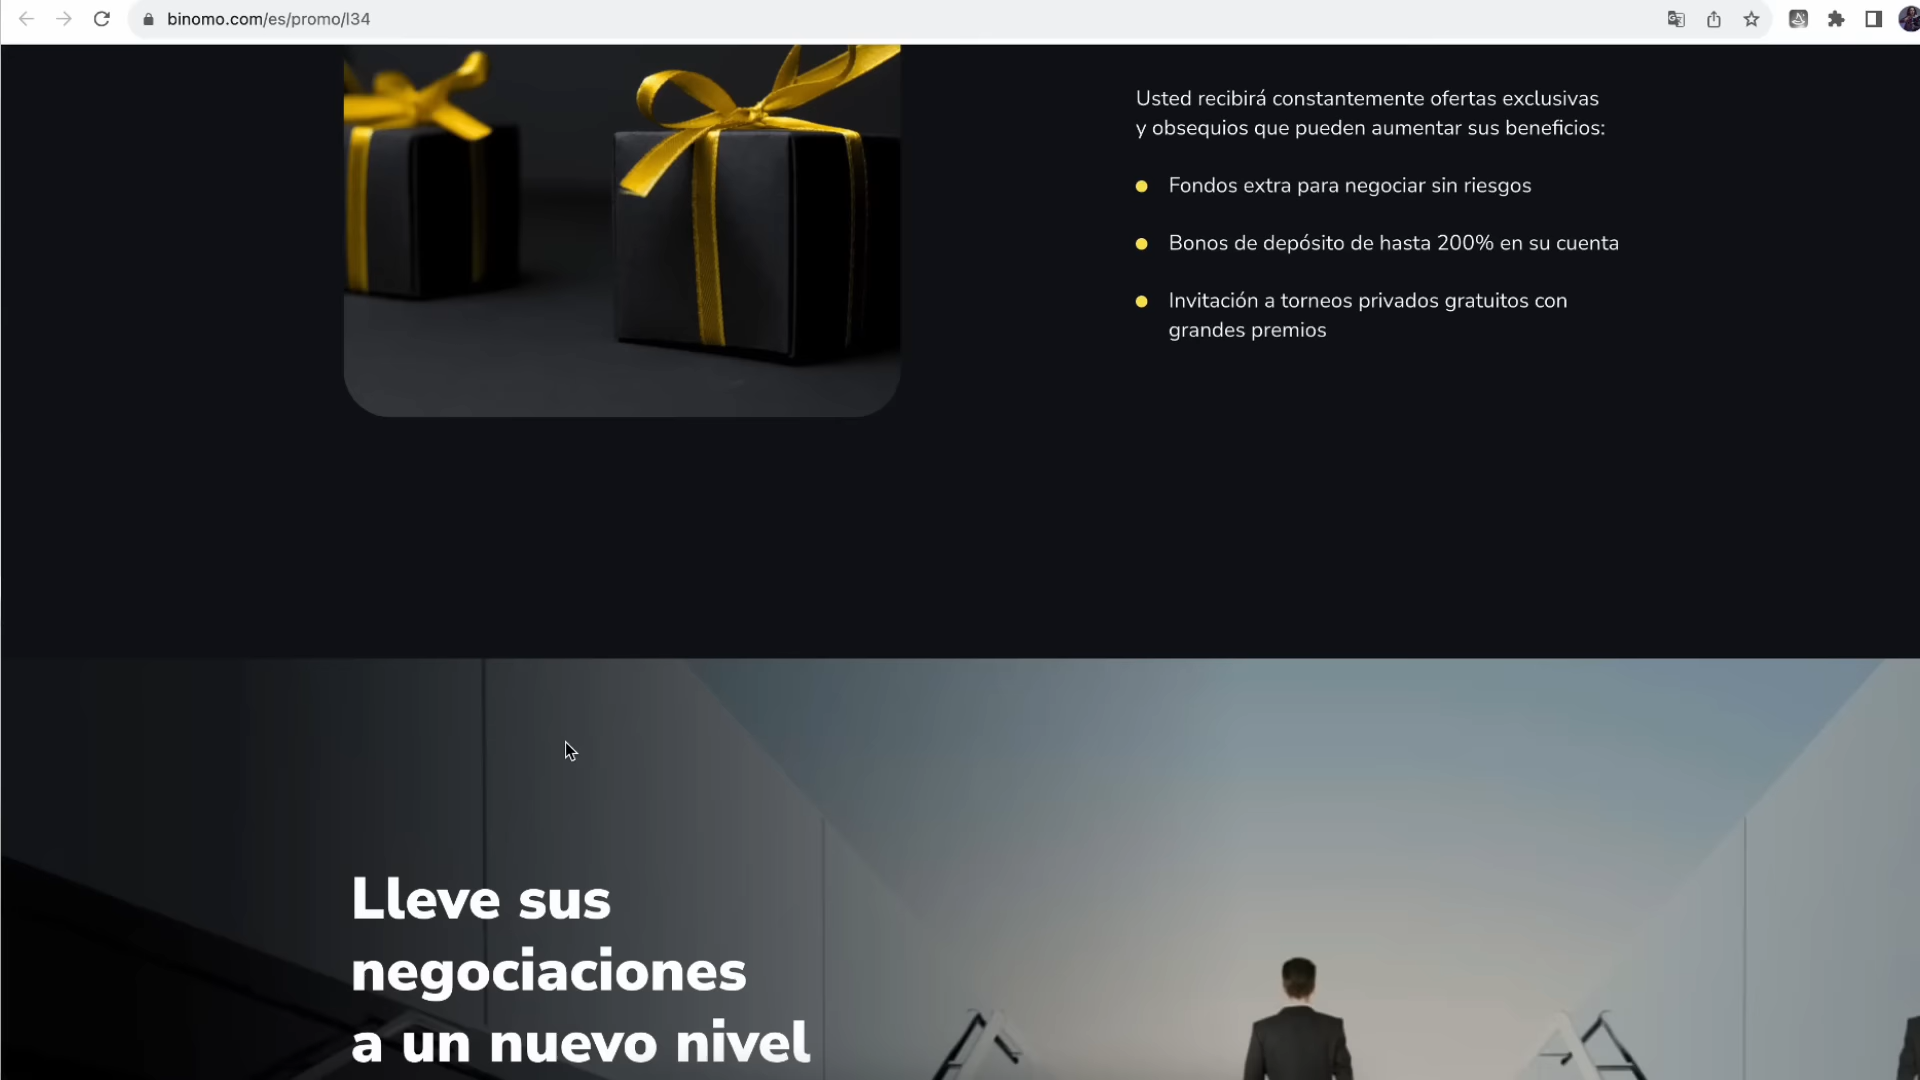 binomo.com/es/promo/l34
Usted recibirá constantemente ofertas exclusivas
y obsequios que pueden aumentar sus beneficios:
Fondos extra para negociar sin riesgos
Bonos de depósito de hasta 200% en su cuenta
Invitación a torneos privados gratuitos con
grandes premios
Lleve sus
negociaciones
a un nuevo nivel